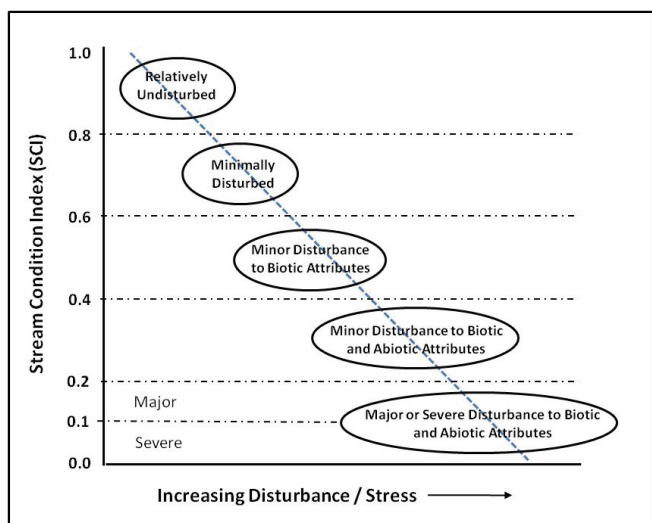 Stream Condition Index (SCI)
1.0
Relatively
Undisturbed
0.8
Minimally
Disturbed
0.6
Minor Disturbance
to Biotic Attributes
0.4
Minor Disturbance to Biotic
and Abiotic Attributes
0.2
Major
Major or Severe Disturbance to Biotic
0.1
and Abiotic Attributes
Severe
0.0
Increasing Disturbance / Stress